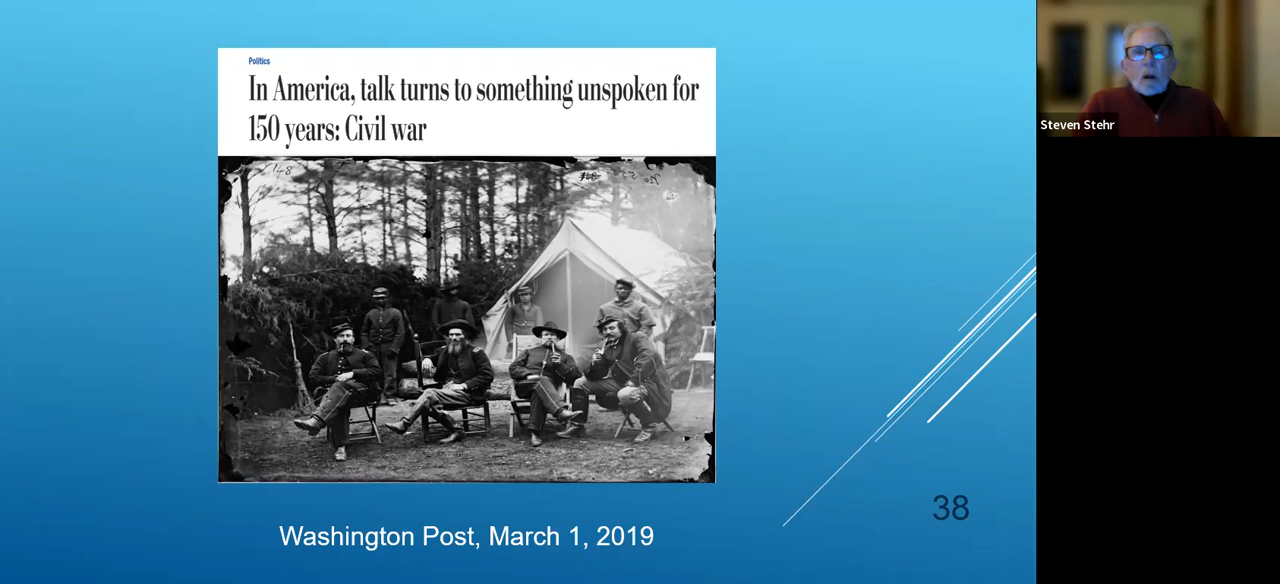 Politics
In America, talk turns to something unspoken for
150 years: Civil war
Steven Stehr
148
38
Washington Post, March 1, 2019